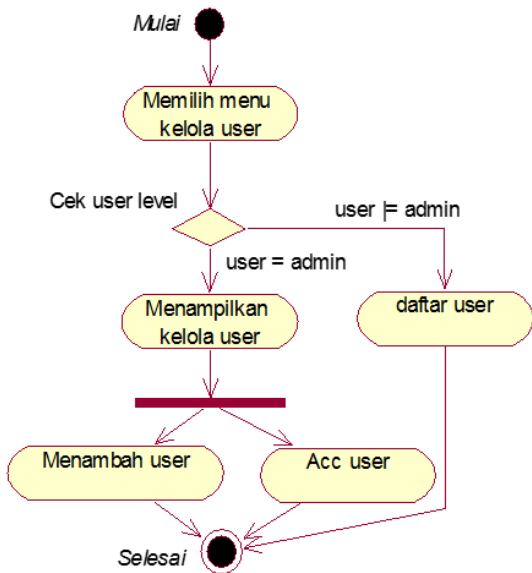 Mulai
Memilih menu
kelola user
Cek user level
user |= admin
user = admin
Menampilkan
kelola user
daftar user
Menambah user
Acc user
Selesai